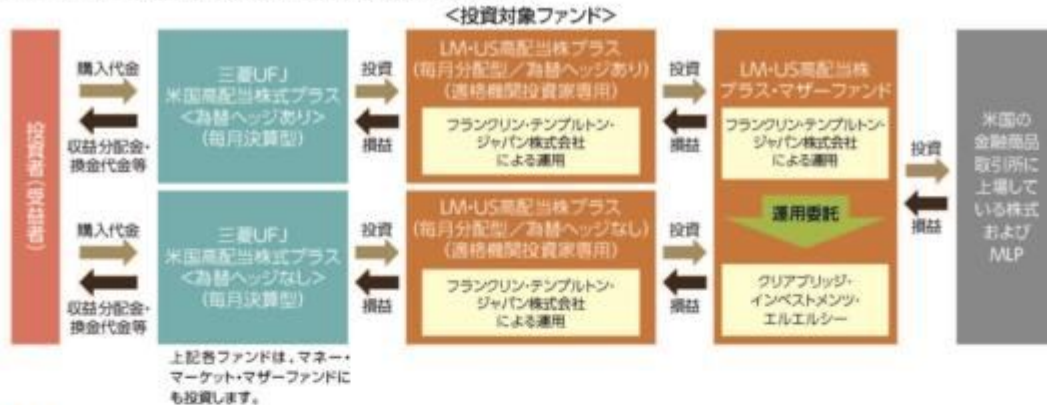 <投資対象ファンド>
投資者(受益者)
購入代金
収益分配金・
換金代金等
三菱UFJ
米国高配当株式プラス
<為替ヘッジあり>
(毎月決算型)
投資
損益
LM・US高配当株プラス
(毎月分配型/為替ヘッジあり)
(適格機関投資家専用)
フランクリン・テンプルトン・
ジャパン株式会社
による運用
投資
損益
購入代金
収益分配金・
換金代金等
三菱UFJ
米国高配当株式プラス
<為替ヘッジなし>
(毎月決算型)
投資
損益
LM・US高配当株プラス
(毎月分配型/為替ヘッジなし)
(適格機関投資家専用)
フランクリン・テンプルトン・
ジャパン株式会社
による運用
投資
損益
LM・US高配当株
プラス・マザーファンド
フランクリン・テンプルトン・
ジャパン株式会社
による運用
運用委託
クリアブリッジ・
インベストメンツ・
エルエルシー
投資
損益
米国の
金融商品
取引所に
上場して
いる株式
および
MLP
上記各ファンドは、マネー・
マーケット・マザーファンドに
も投資します。